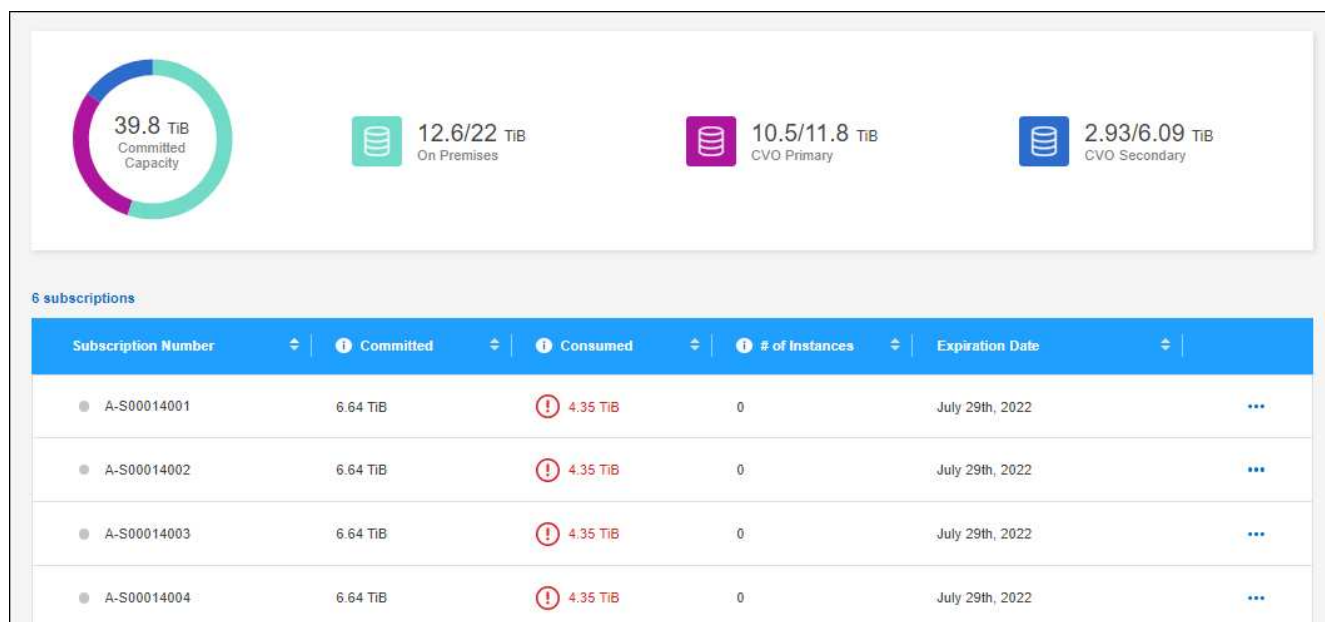 39.8 TiB
Committed
Capacity
12.6/22 TiB
On Premises
10.5/11.8 TiB
CVO Primary
2.93/6.09 TiB
CVO Secondary
6 subscriptions
Subscription Number Committed Consumed # of Instances Expiration Date
A-S00014001 6.64 TiB 4.35 TiB 0 July 29th, 2022
A-S00014002 6.64 TiB 4.35 TiB 0 July 29th, 2022
A-S00014003 6.64 TiB 4.35 TiB 0 July 29th, 2022
A-S00014004 6.64 TiB 4.35 TiB 0 July 29th, 2022